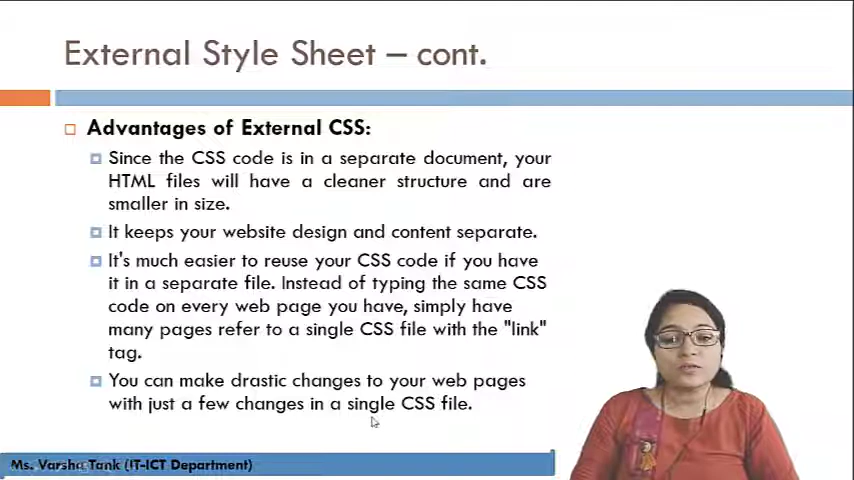 External Style Sheet – cont.
Advantages of External CSS:
Since the CSS code is in a separate document, your
HTML files will have a cleaner structure and are
smaller in size.
It keeps your website design and content separate.
It's much easier to reuse your CSS code if you have
it in a separate file. Instead of typing the same CSS
code on every web page you have, simply have
many pages refer to a single CSS file with the "link"
tag.
You can make drastic changes to your web pages
with just a few changes in a single CSS file.
Ms. Varsha Tank (IT-ICT Department)